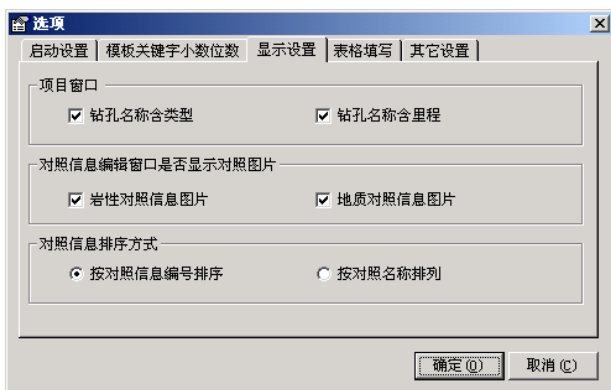 选项
启动设置 模板关键字小数位数 显示设置 表格填写 其它设置
项目窗口
钻孔名称含类型 钻孔名称含里程
对照信息编辑窗口是否显示对照图片
岩性对照信息图片 地质对照信息图片
对照信息排序方式
按对照信息编号排序 按对照名称排列
确定(O) 取消(C)